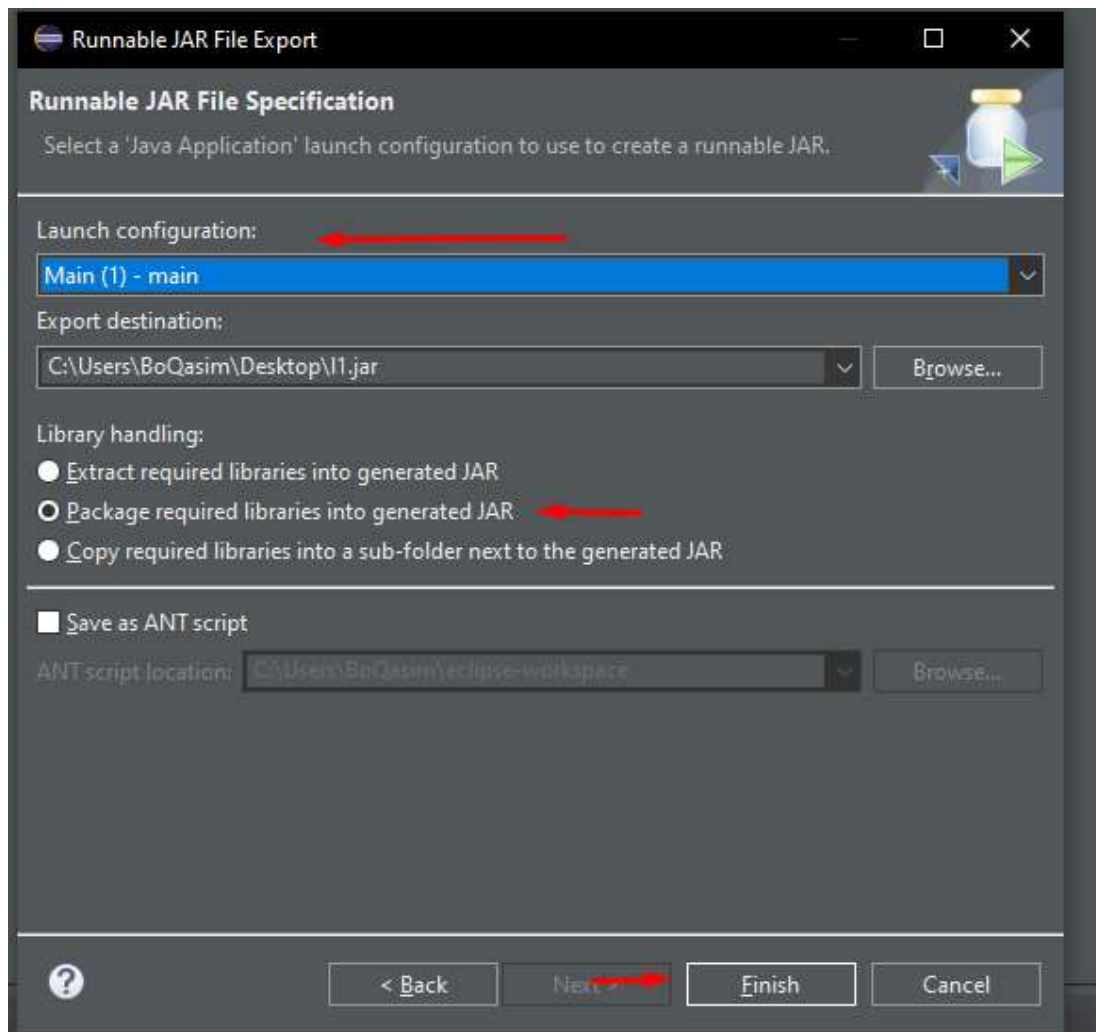 Runnable JAR File Export
Runnable JAR File Specification
Select a 'Java Application' launch configuration to use to create a runnable JAR.
Launch configuration:
Main (1) - main
Export destination:
C:\Users\BoQasim\Desktop\I1.jar
Browse...
Library handling:
Extract required libraries into generated JAR
Package required libraries into generated JAR
Copy required libraries into a sub-folder next to the generated JAR
Save as ANT script
ANT script location:
C:\Users\BoQasim\eclipse-workspace
Browse...
< Back
Next >
Finish
Cancel